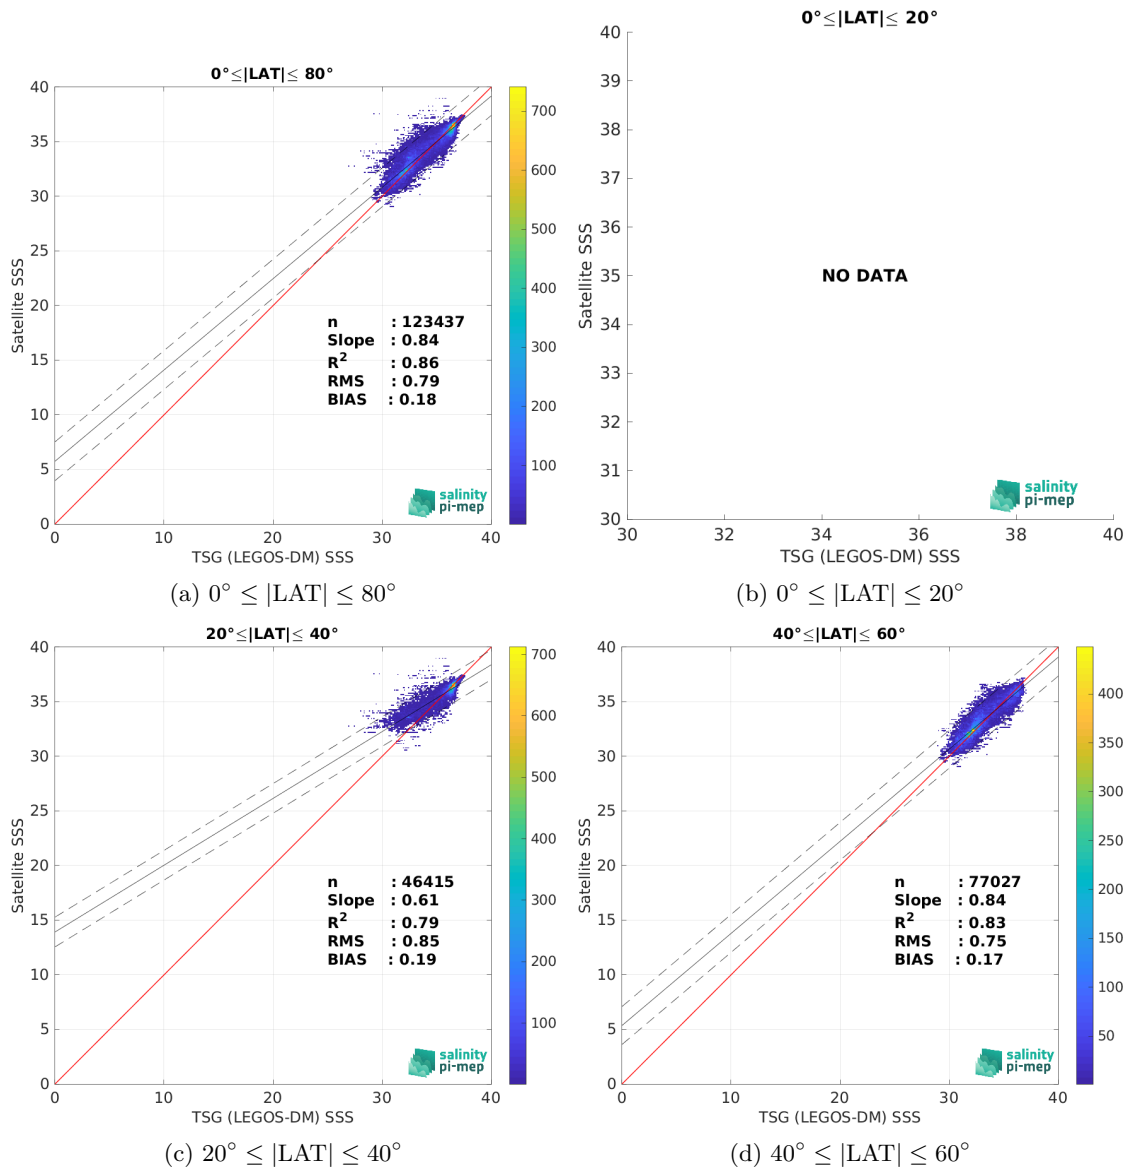 0°≤|LAT|≤ 80°
Satellite SSS
40
35
30
25
20
15
10
5
0
0 10 20 30 40
TSG (LEGOS-DM) SSS
n : 123437
Slope : 0.84
R2 : 0.86
RMS : 0.79
BIAS : 0.18
salinity
pi-mep
700
600
500
400
300
200
100
(a) 0° ≤ |LAT| ≤ 80°
0°≤|LAT|≤ 20°
Satellite SSS
40
39
38
37
36
35
34
33
32
31
30
NO DATA
salinity
pi-mep
30 32 34 36 38 40
TSG (LEGOS-DM) SSS
(b) 0° ≤ |LAT| ≤ 20°
20°≤|LAT|≤ 40°
Satellite SSS
40
35
30
25
20
15
10
5
0
0 10 20 30 40
TSG (LEGOS-DM) SSS
n : 46415
Slope : 0.61
R2 : 0.79
RMS : 0.85
BIAS : 0.19
salinity
pi-mep
700
600
500
400
300
200
100
(c) 20° ≤ |LAT| ≤ 40°
40°≤|LAT|≤ 60°
Satellite SSS
40
35
30
25
20
15
10
5
0
0 10 20 30 40
TSG (LEGOS-DM) SSS
n : 77027
Slope : 0.84
R2 : 0.83
RMS : 0.75
BIAS : 0.17
salinity
pi-mep
400
350
300
250
200
150
100
50
(d) 40° ≤ |LAT| ≤ 60°